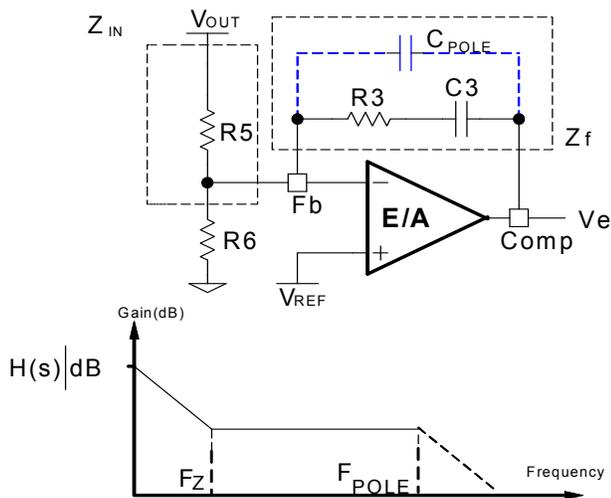 Z IN
VOUT
CPOLE
R3
C3
R5
Zf
Fb
−
E/A
Ve
R6
+
Comp
VREF
Gain(dB)
H(s)|dB
FZ
FPOLE
Frequency